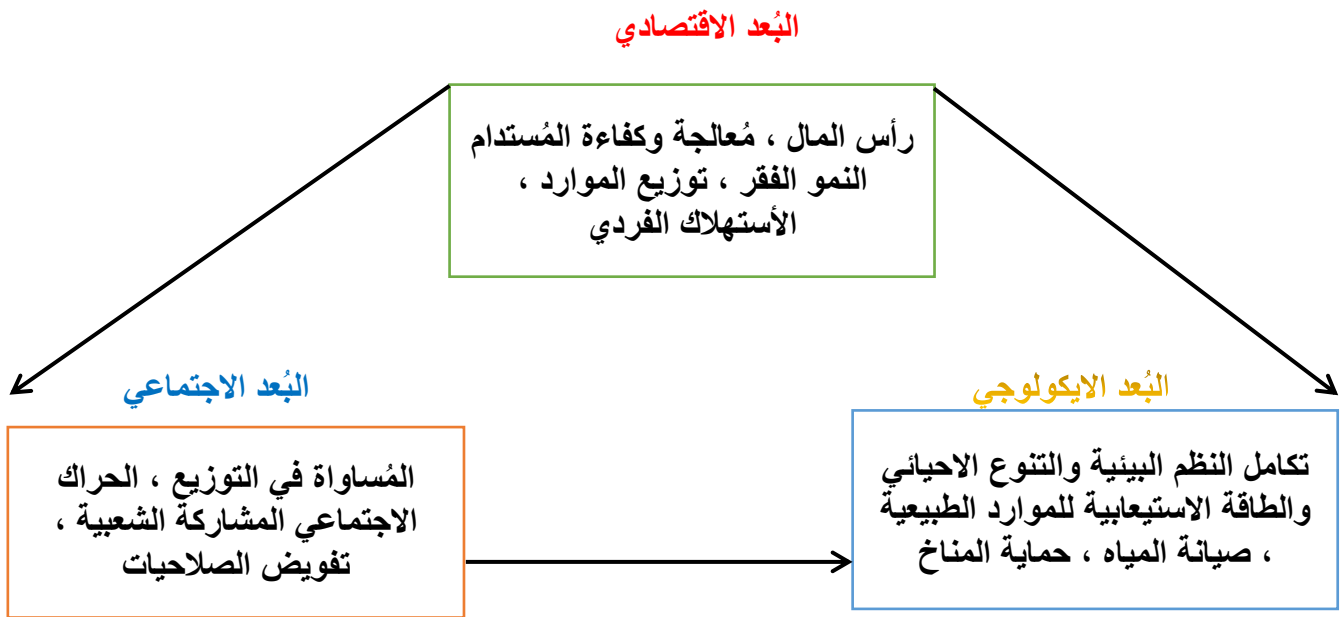 البُعد الاقتصادي
رأس المال ، مُعالجة وكفاءة المُستدام
النمو الفقر ، توزيع الموارد ،
الأستهلاك الفردي
البُعد الايكولوجي
تكامل النظم البيئية والتنوع الاحيائي
والطاقة الاستيعابية للموارد الطبيعية
، صيانة المياه ، حماية المناخ
البُعد الاجتماعي
المُساواة في التوزيع ، الحراك
الاجتماعي المشاركة الشعبية ،
تفويض الصلاحيات